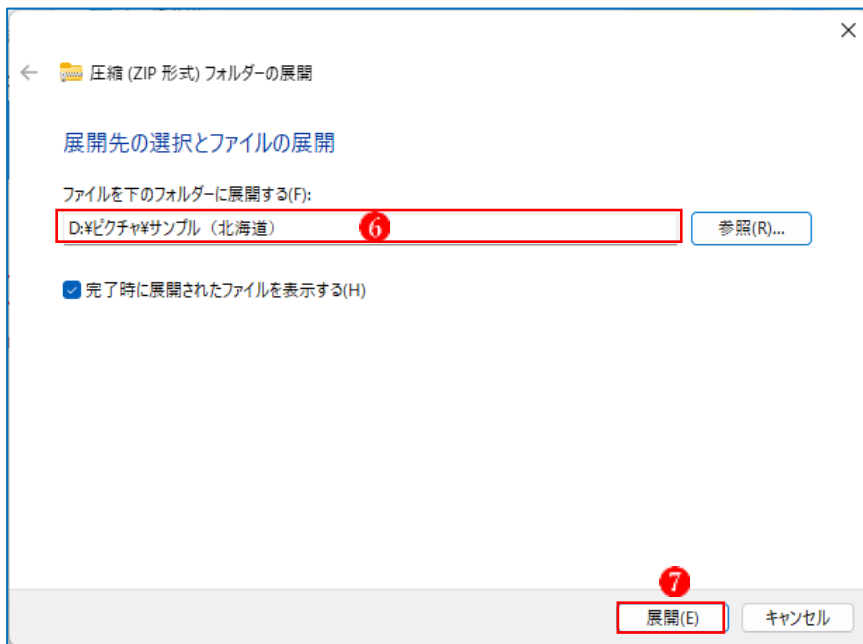 圧縮 (ZIP 形式) フォルダーの展開
展開先の選択とファイルの展開
ファイルを下のフォルダーに展開する(F):
D:¥ピクチャ¥サンプル（北海道） ❻ 参照(R)...
完了時に展開されたファイルを表示する(H)
❼
展開(E) キャンセル